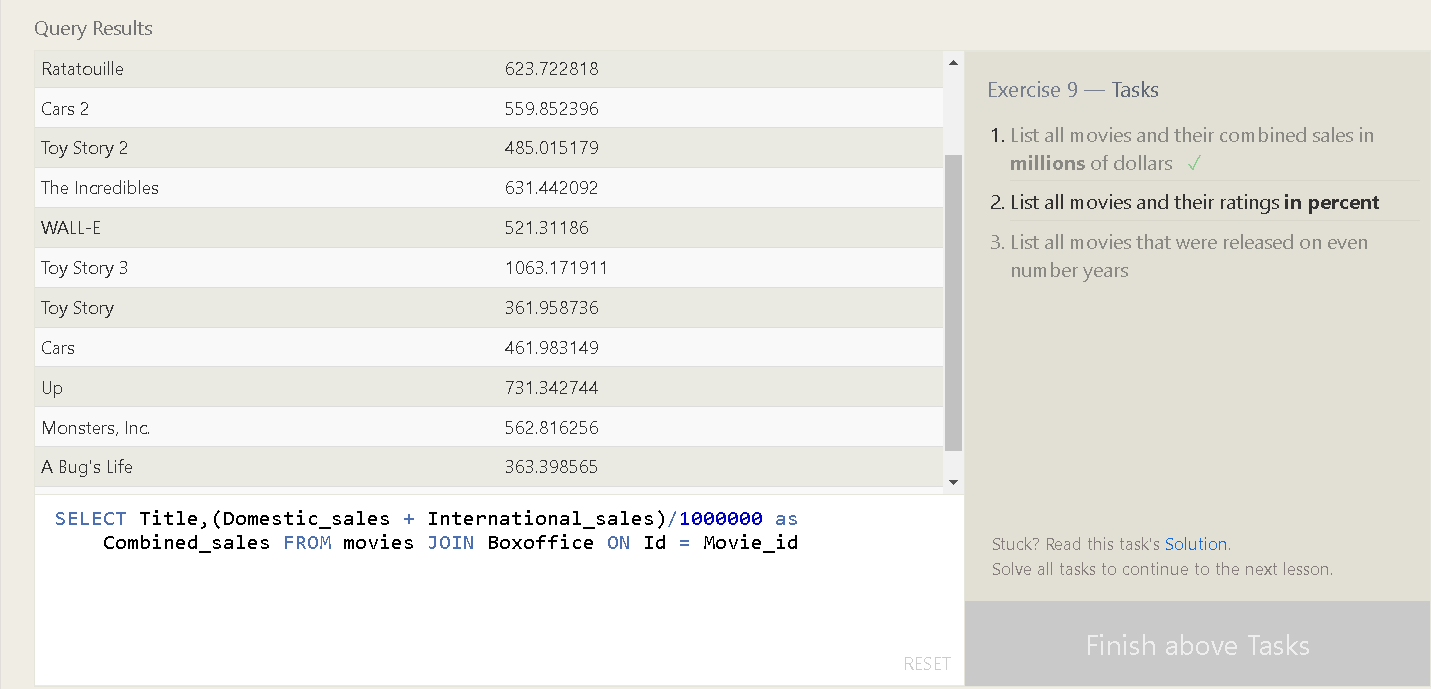 Query Results
Ratatouille 623.722818
Cars 2 559.852396
Toy Story 2 485.015179
The Incredibles 631.442092
WALL-E 521.31186
Toy Story 3 1063.171911
Toy Story 361.958736
Cars 461.983149
Up 731.342744
Monsters, Inc. 562.816256
A Bug's Life 363.398565
SELECT Title,(Domestic_sales + International_sales)/1000000 as
Combined_sales FROM movies JOIN Boxoffice ON Id = Movie_id
RESET
Exercise 9 — Tasks
1. List all movies and their combined sales in
millions of dollars ✓
2. List all movies and their ratings in percent
3. List all movies that were released on even
number years
Stuck? Read this task's Solution.
Solve all tasks to continue to the next lesson.
Finish above Tasks